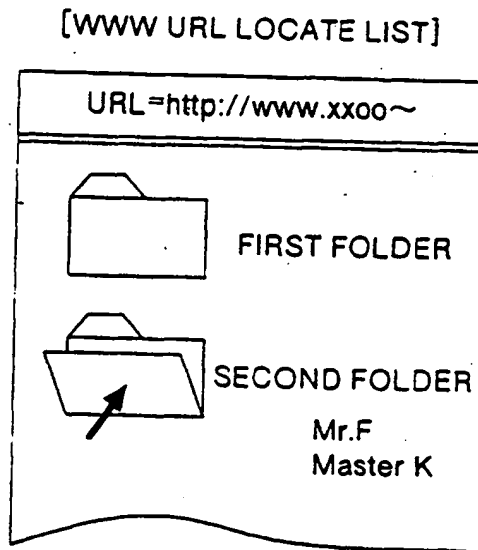 [WWW URL LOCATE LIST]
URL=http://www.xxoo~
FIRST FOLDER
SECOND FOLDER
Mr.F
Master K